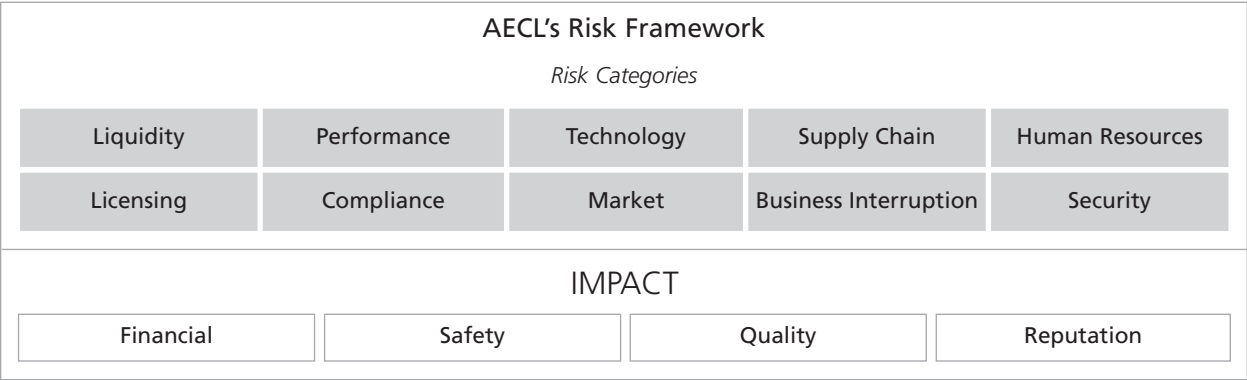 AECL's Risk Framework
Risk Categories
Liquidity Performance Technology Supply Chain Human Resources
Licensing Compliance Market Business Interruption Security
IMPACT
Financial Safety Quality Reputation